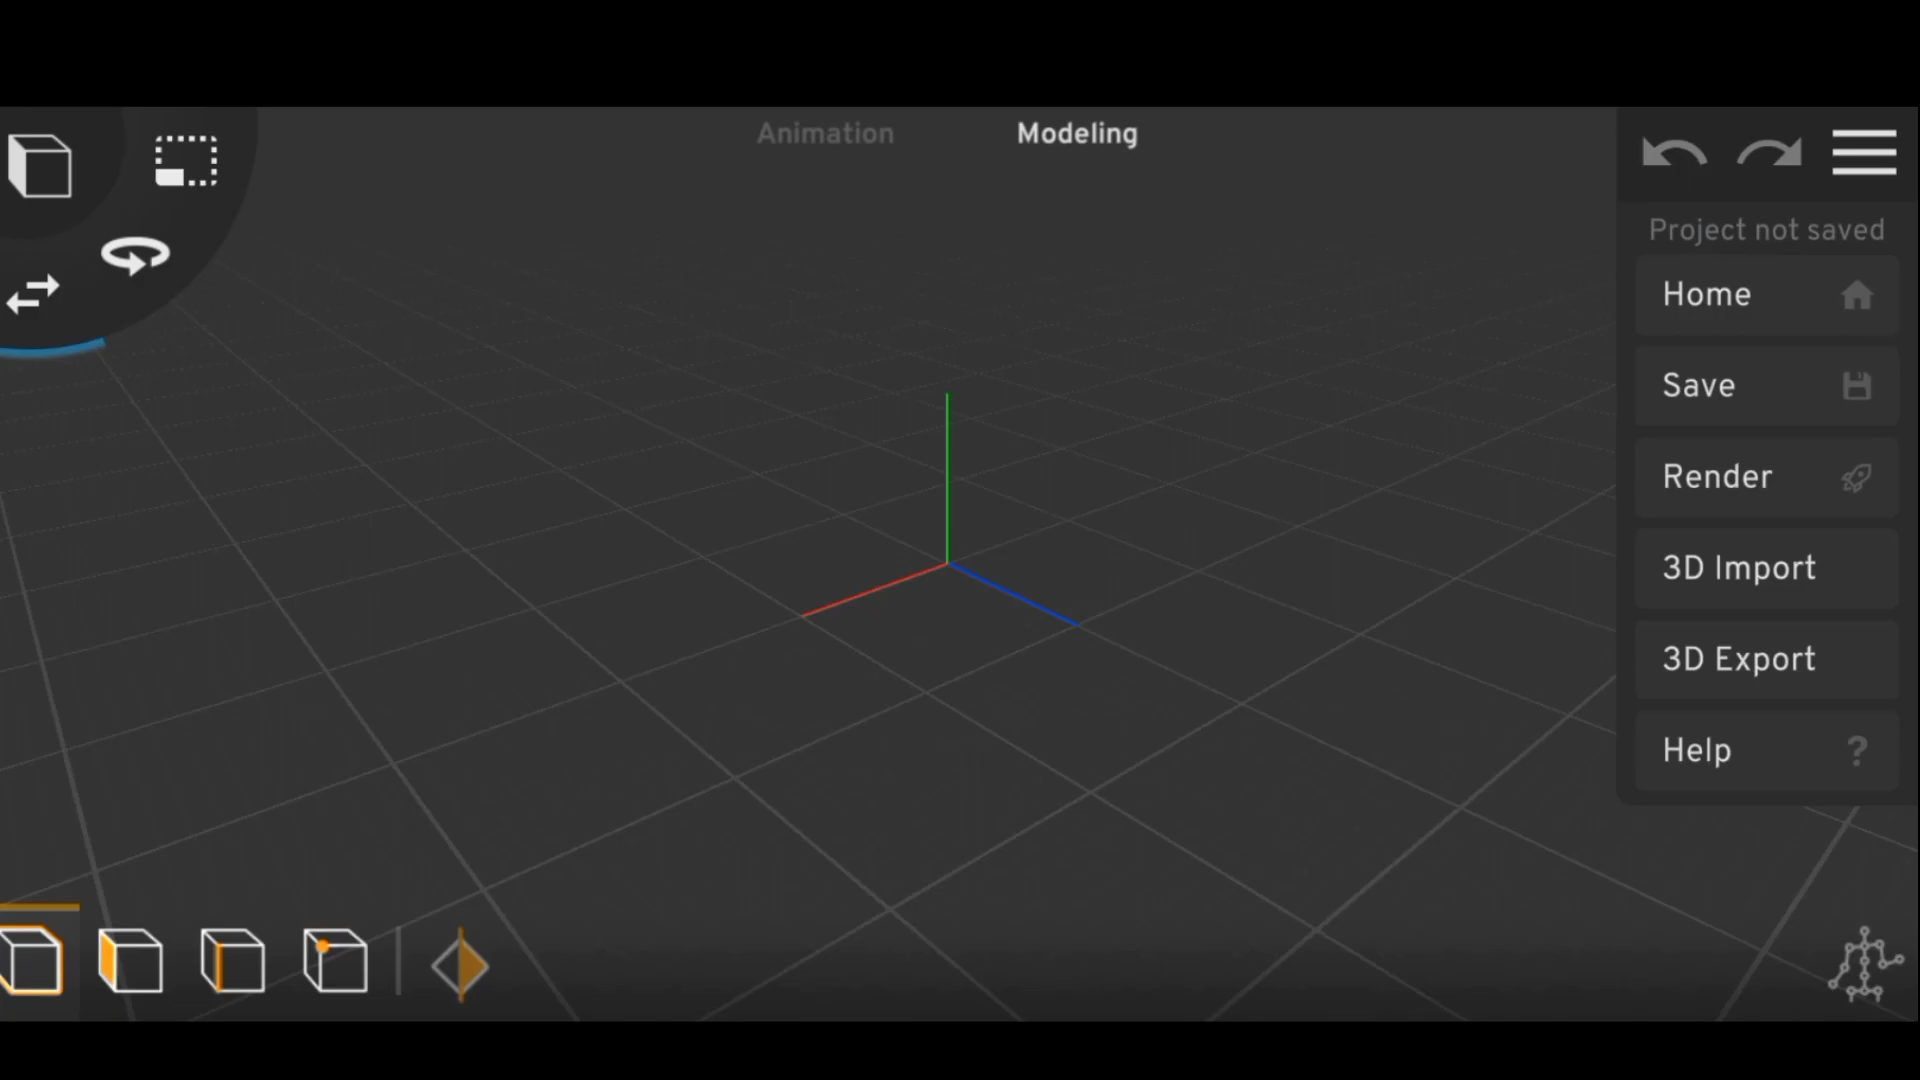 Animation
Modeling
Project not saved
Home
Save
Render
3D Import
3D Export
Help